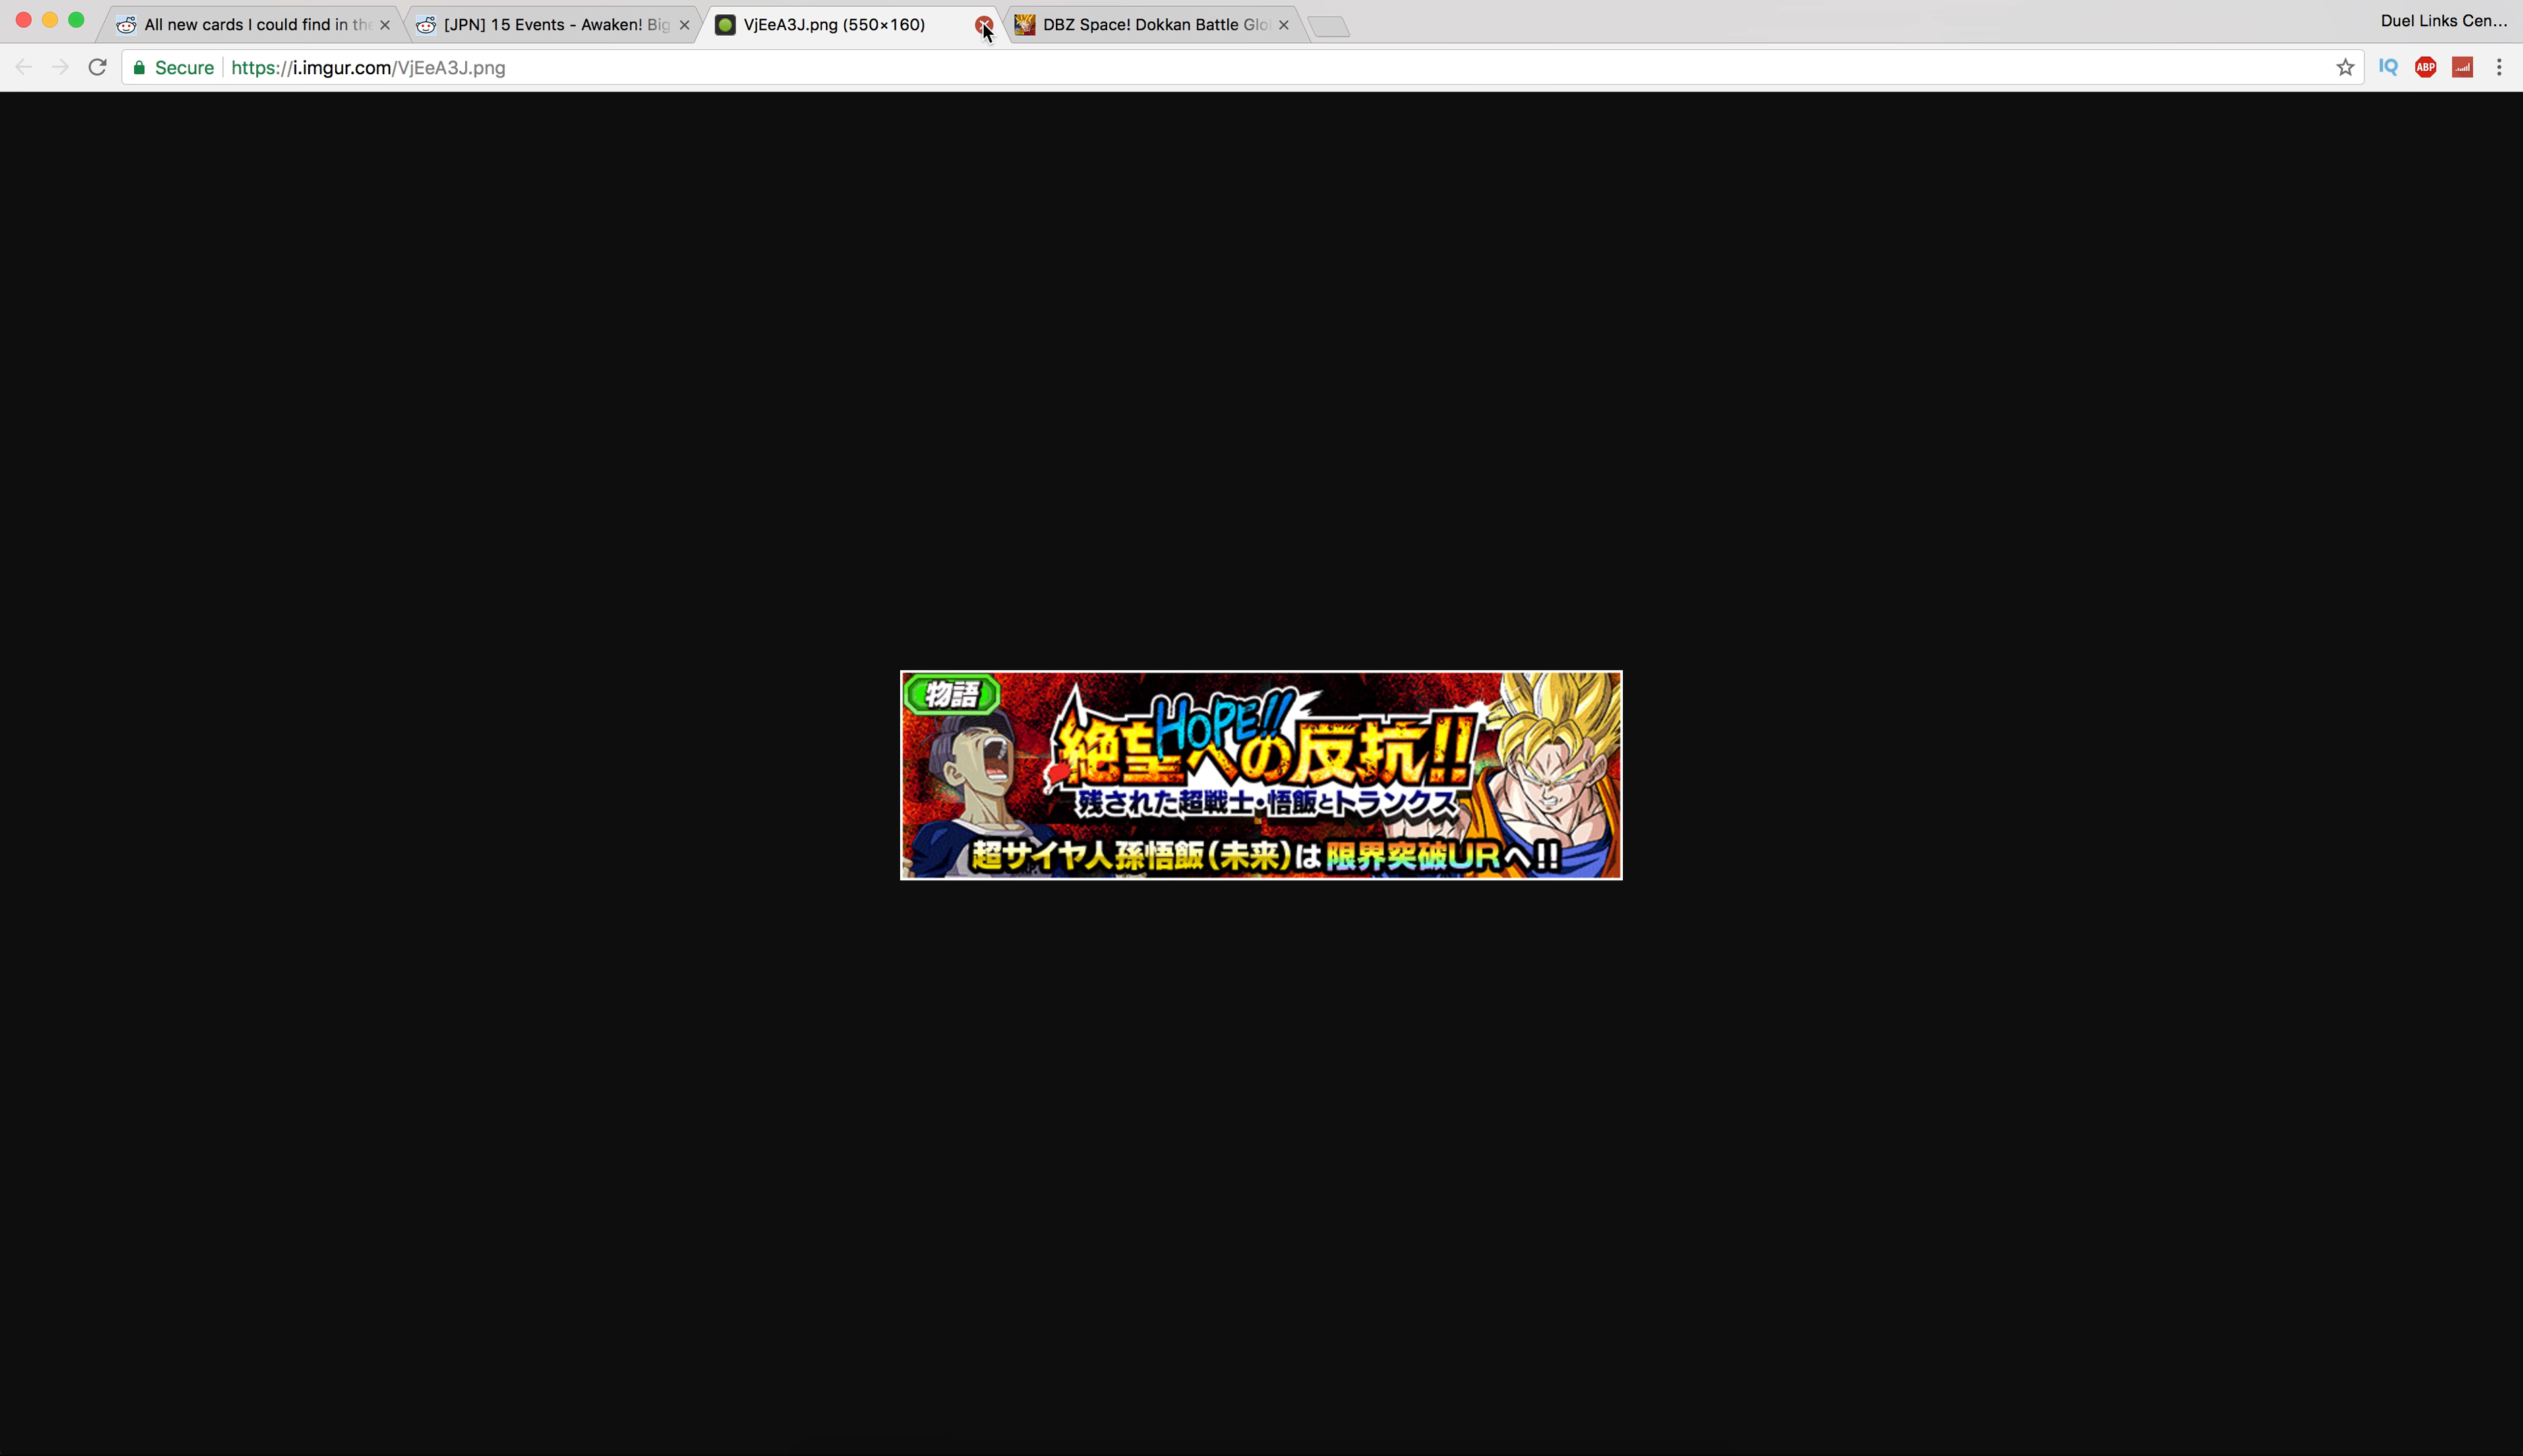 All new cards I could find in the
[JPN] 15 Events - Awaken! Big
VjEeA3J.png (550×160)
DBZ Space! Dokkan Battle Glo
Duel Links Cen...
Secure
https://i.imgur.com/VjEeA3J.png
IQ
ABP
物語
HOPE!!
絶望への反抗!!
残された超戦士・悟飯とトランクス
超サイヤ人孫悟飯(未来)は限界突破URへ!!